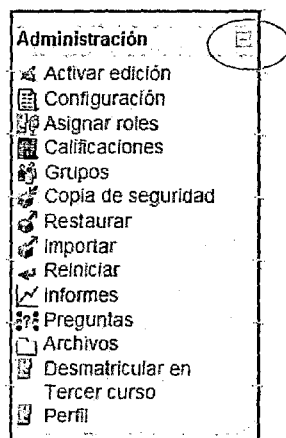 Administración
Activar edición
Configuración
Asignar roles
Calificaciones
Grupos
Copia de seguridad
Restaurar
Importar
Reiniciar
Informes
Preguntas
Archivos
Desmatricular en
Tercer curso
Perfil